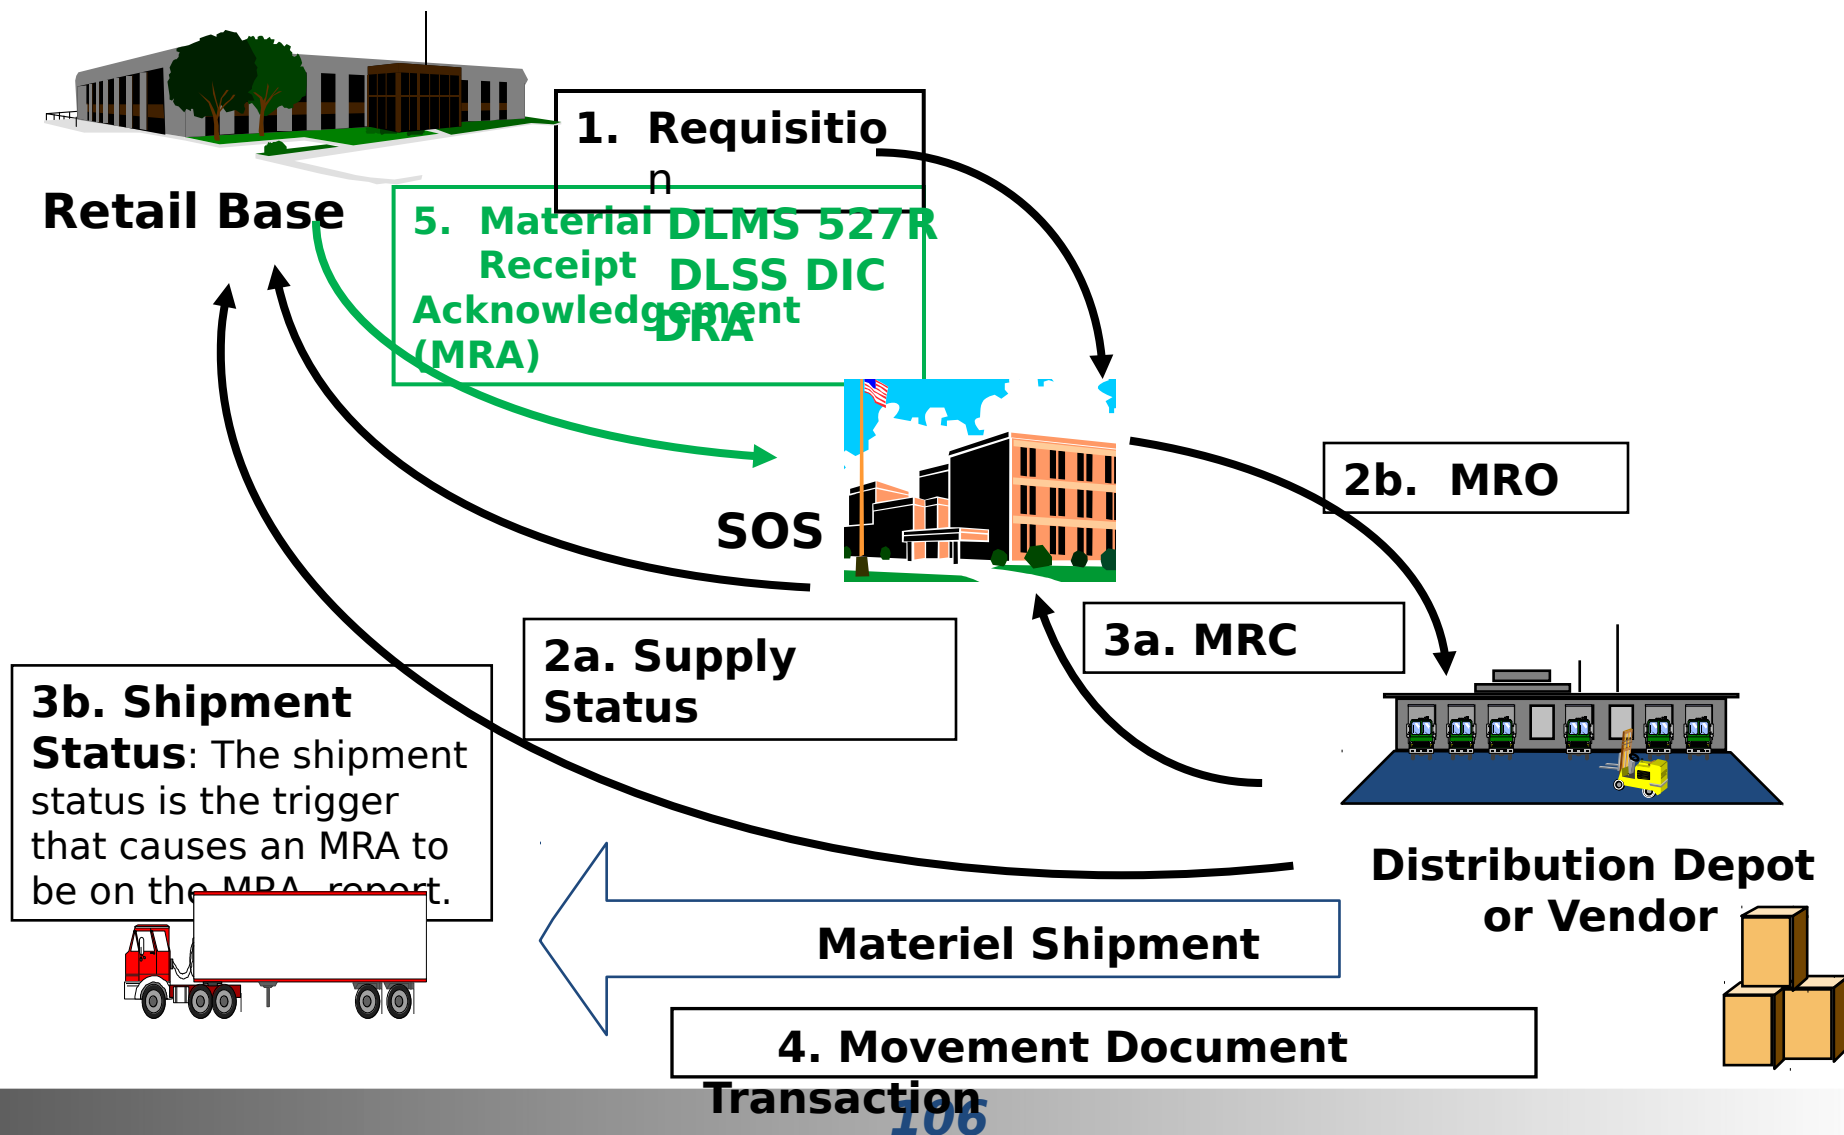 1. Requisitio
n
Retail Base
5. Material
Receipt
Acknowledgement
(MRA)
DLMS 527R
DLSS DIC
DRA
2b. MRO
SOS
3a. MRC
2a. Supply
Status
3b. Shipment
Status: The shipment
status is the trigger
that causes an MRA to
be on the MRA report.
Distribution Depot
or Vendor
Materiel Shipment
4. Movement Document
Transaction
106